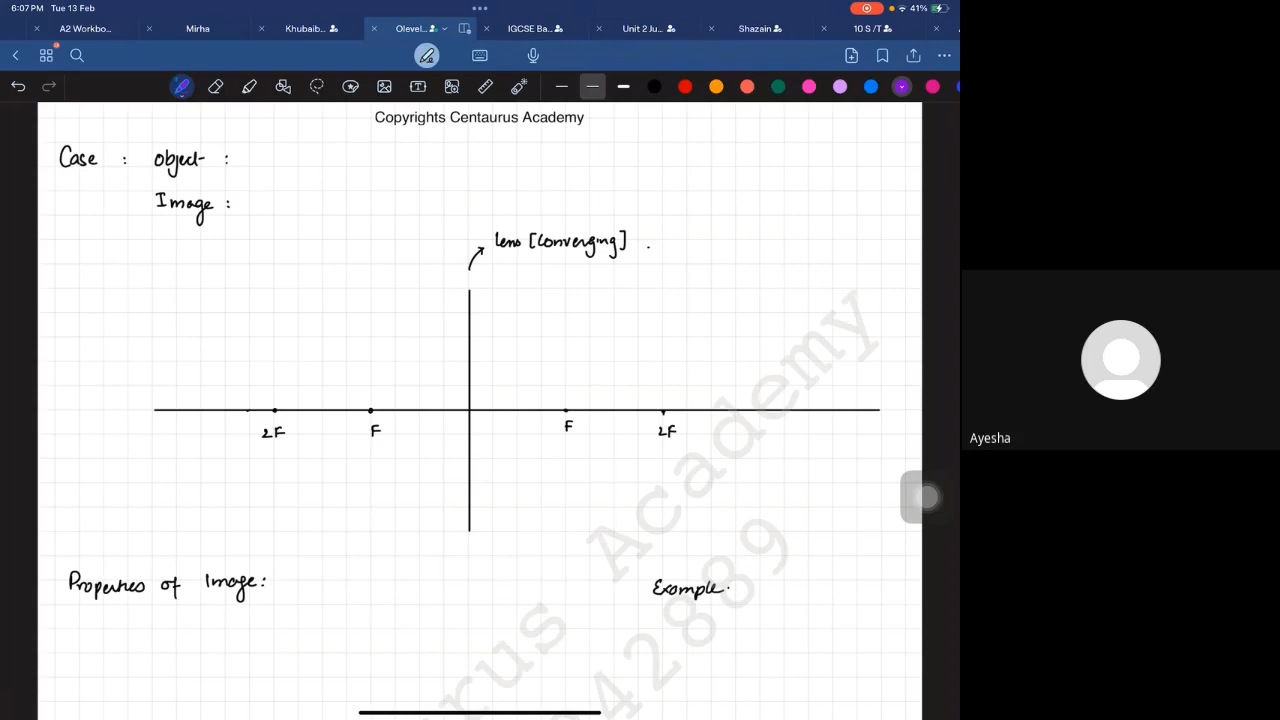 6:07 PM Tue 13 Feb
41%
A2 Workbo...
Mirha
Khubaib...
Olevel...
IGCSE Ba...
Unit 2 Ju...
Shazain...
10 S /T...
Copyrights Centaurus Academy
Case : object :
Image :
lens [converging]
2F F F 2F
Properties of Image:
Example.
Academy
Ayesha